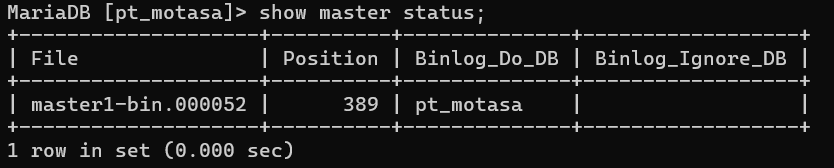 MariaDB [pt_motasa]> show master status;
+--------------------+----------+--------------+------------------+
| File               | Position | Binlog_Do_DB | Binlog_Ignore_DB |
+--------------------+----------+--------------+------------------+
| master1-bin.000052 |      389 | pt_motasa    |                  |
+--------------------+----------+--------------+------------------+
1 row in set (0.000 sec)